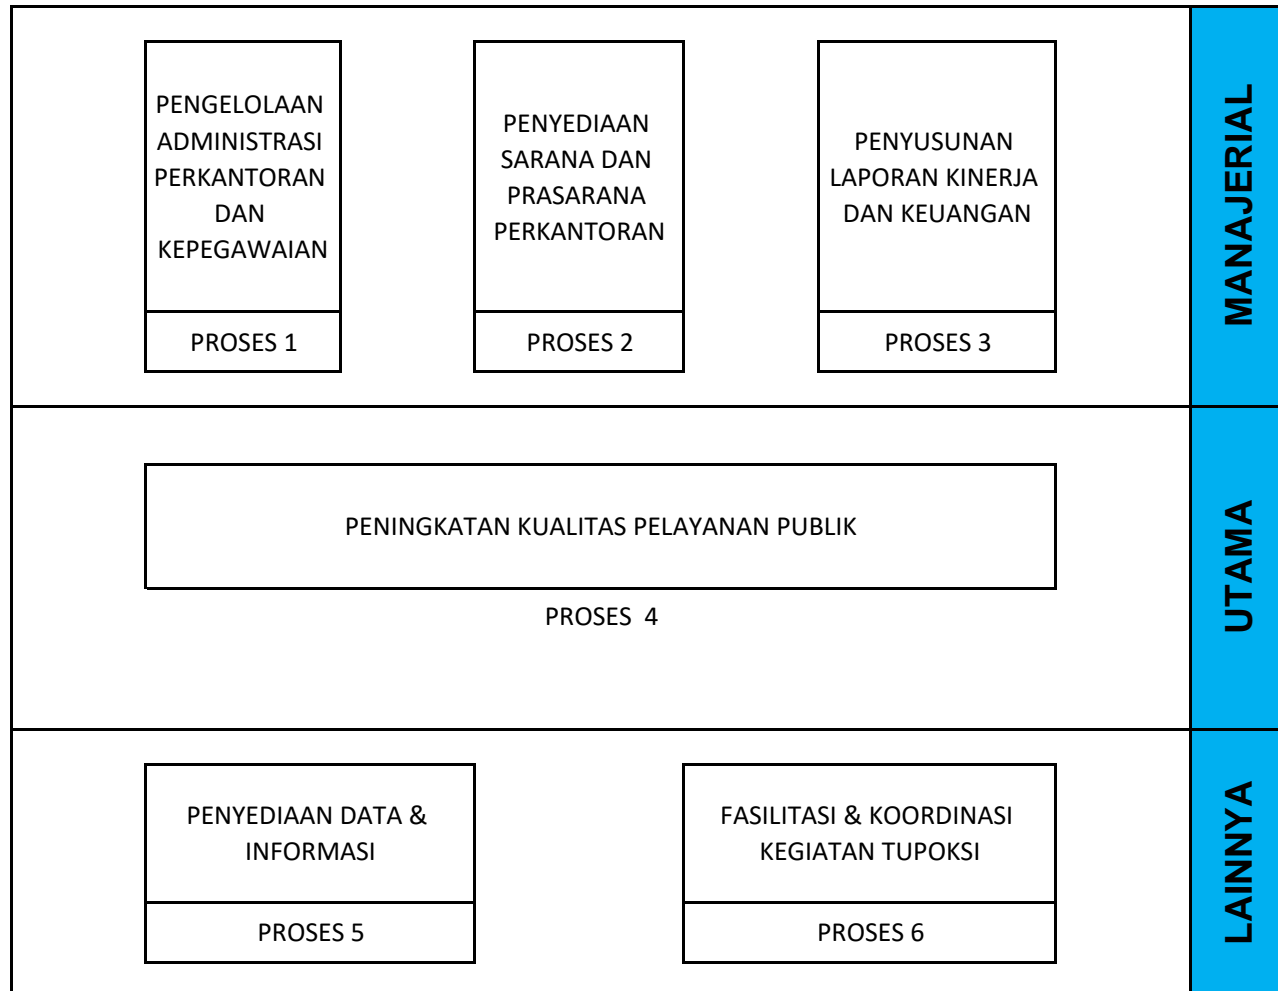 PENGELOLAAN
ADMINISTRASI
PERKANTORAN
DAN
KEPEGAWAIAN
PROSES 1
PENYEDIAAN
SARANA DAN
PRASARANA
PERKANTORAN
PROSES 2
PENYUSUNAN
LAPORAN KINERJA
DAN KEUANGAN
PROSES 3
MANAJERIAL
PENINGKATAN KUALITAS PELAYANAN PUBLIK
PROSES 4
UTAMA
PENYEDIAAN DATA &
INFORMASI
PROSES 5
FASILITASI & KOORDINASI
KEGIATAN TUPOKSI
PROSES 6
LAINNYA